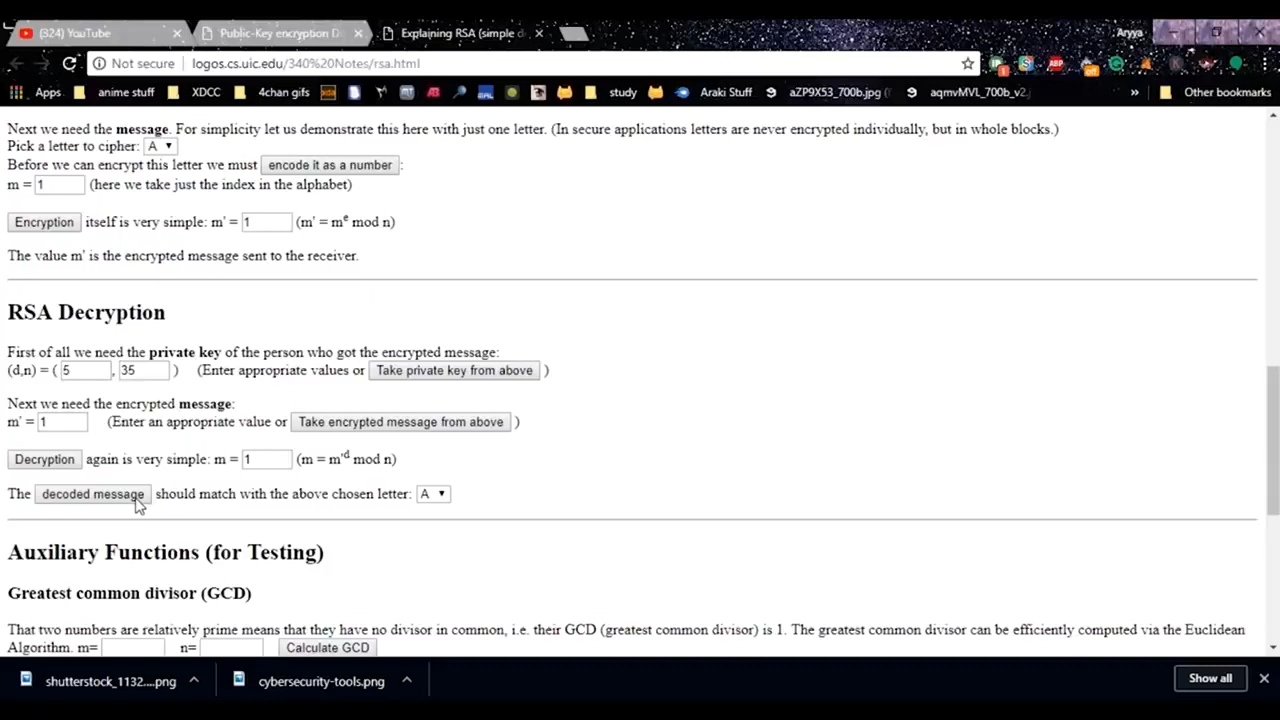 (324) YouTube
Public-Key encryption D
Explaining RSA (simple d
Aryya
Not secure
logos.cs.uic.edu/340%20Notes/rsa.html
Apps
anime stuff
XDCC
4chan gifs
study
Araki Stuff
aZP9X53_700b.jpg (
aqmvMVL_700b_v2.
»
Other bookmarks
Next we need the message. For simplicity let us demonstrate this here with just one letter. (In secure applications letters are never encrypted individually, but in whole blocks.)
Pick a letter to cipher: A
Before we can encrypt this letter we must encode it as a number :
m = 1 (here we take just the index in the alphabet)
Encryption itself is very simple: m' = 1 (m' = mᵉ mod n)
The value m' is the encrypted message sent to the receiver.
RSA Decryption
First of all we need the private key of the person who got the encrypted message:
(d,n) = ( 5 , 35 ) (Enter appropriate values or Take private key from above )
Next we need the encrypted message:
m' = 1 (Enter an appropriate value or Take encrypted message from above )
Decryption again is very simple: m = 1 (m = m'ᵈ mod n)
The decoded message should match with the above chosen letter: A
Auxiliary Functions (for Testing)
Greatest common divisor (GCD)
That two numbers are relatively prime means that they have no divisor in common, i.e. their GCD (greatest common divisor) is 1. The greatest common divisor can be efficiently computed via the Euclidean
Algorithm. m= n= Calculate GCD
shutterstock_1132....png
cybersecurity-tools.png
Show all